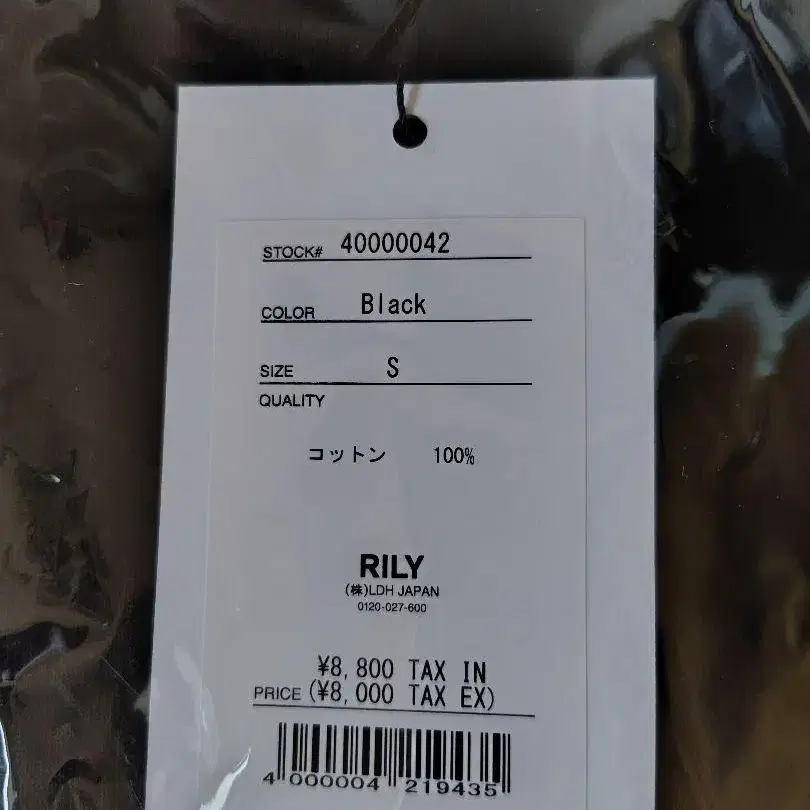 STOCK# 40000042
COLOR Black
SIZE S
QUALITY
コットン 100%
RILY
(株)LDH JAPAN
0120-027-600
¥8,800 TAX IN
PRICE (¥8,000 TAX EX)
4 000004 219435